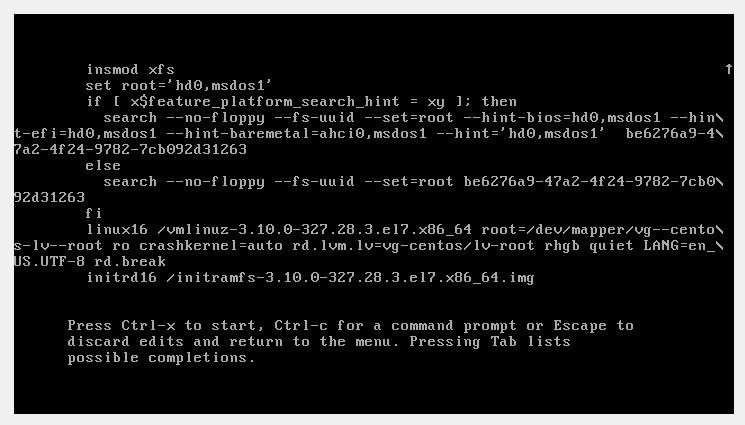 insmod xfs ↑
set root='hd0,msdos1'
if [ x$feature_platform_search_hint = xy ]; then
search --no-floppy --fs-uuid --set=root --hint-bios=hd0,msdos1 --hin\
t-efi=hd0,msdos1 --hint-baremetal=ahci0,msdos1 --hint='hd0,msdos1'  be6276a9-4\
7a2-4f24-9782-7cb092d31263
else
search --no-floppy --fs-uuid --set=root be6276a9-47a2-4f24-9782-7cb0\
92d31263
fi
linux16 /vmlinuz-3.10.0-327.28.3.el7.x86_64 root=/dev/mapper/vg--cento\
s-lv--root ro crashkernel=auto rd.lvm.lv=vg-centos/lv-root rhgb quiet LANG=en_\
US.UTF-8 rd.break
initrd16 /initramfs-3.10.0-327.28.3.el7.x86_64.img
Press Ctrl-x to start, Ctrl-c for a command prompt or Escape to
discard edits and return to the menu. Pressing Tab lists
possible completions.